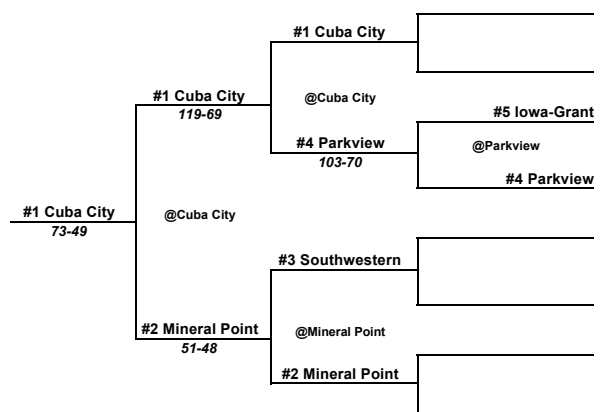 #1 Cuba City
#1 Cuba City
@Cuba City
119-69
#5 Iowa-Grant
#4 Parkview
@Parkview
103-70
#4 Parkview
#1 Cuba City
@Cuba City
73-49
#3 Southwestern
#2 Mineral Point
@Mineral Point
51-48
#2 Mineral Point